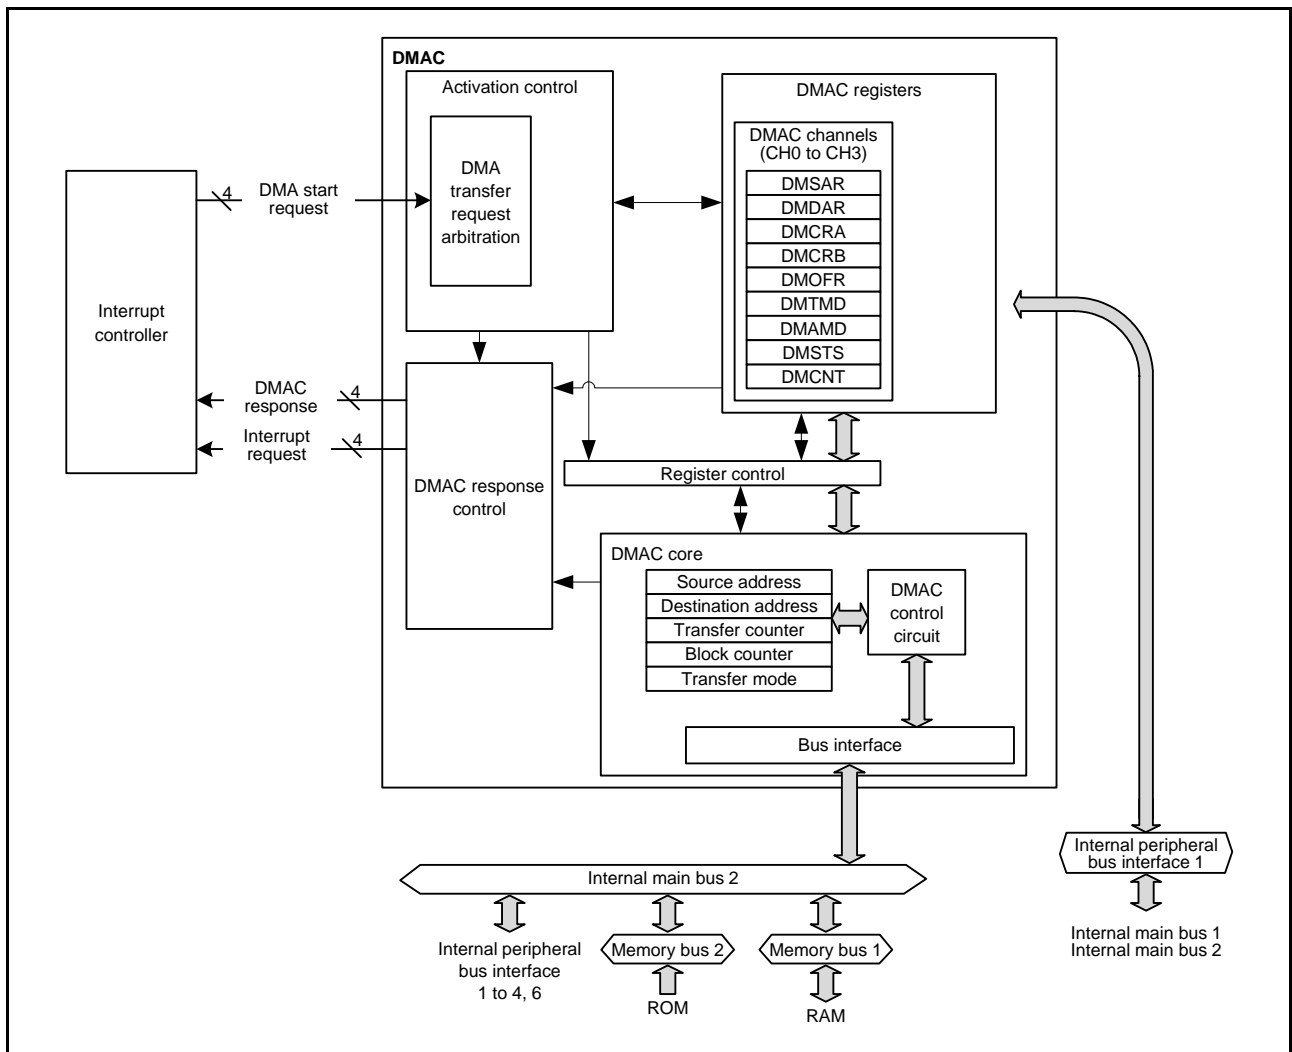 DMAC
Activation control
DMA
transfer
request
arbitration
DMAC registers
DMAC channels
(CH0 to CH3)
DMSAR
DMDAR
DMCRA
DMCRB
DMOFR
DMTMD
DMAMD
DMSTS
DMCNT
Interrupt
controller
4
DMA start
request
DMAC
response
4
Interrupt
request
4
DMAC response
control
Register control
DMAC core
Source address
Destination address
Transfer counter
Block counter
Transfer mode
DMAC
control
circuit
Bus interface
Internal main bus 2
Internal peripheral
bus interface
1 to 4, 6
Memory bus 2
ROM
Memory bus 1
RAM
Internal peripheral
bus interface 1
Internal main bus 1
Internal main bus 2